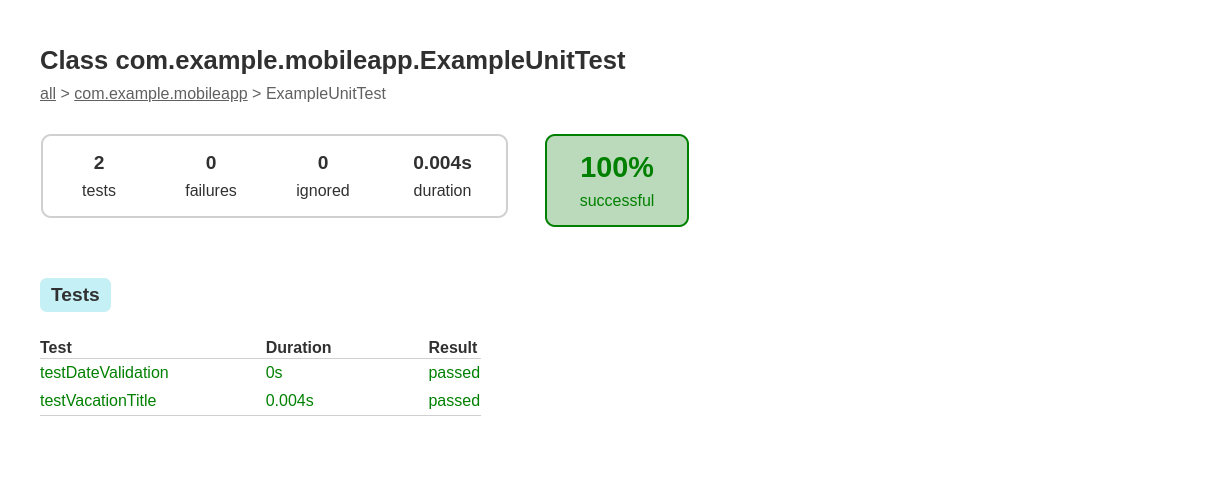 Class com.example.mobileapp.ExampleUnitTest
all > com.example.mobileapp > ExampleUnitTest
2 0 0 0.004s
tests failures ignored duration
100%
successful
Tests
Test Duration Result
testDateValidation 0s passed
testVacationTitle 0.004s passed